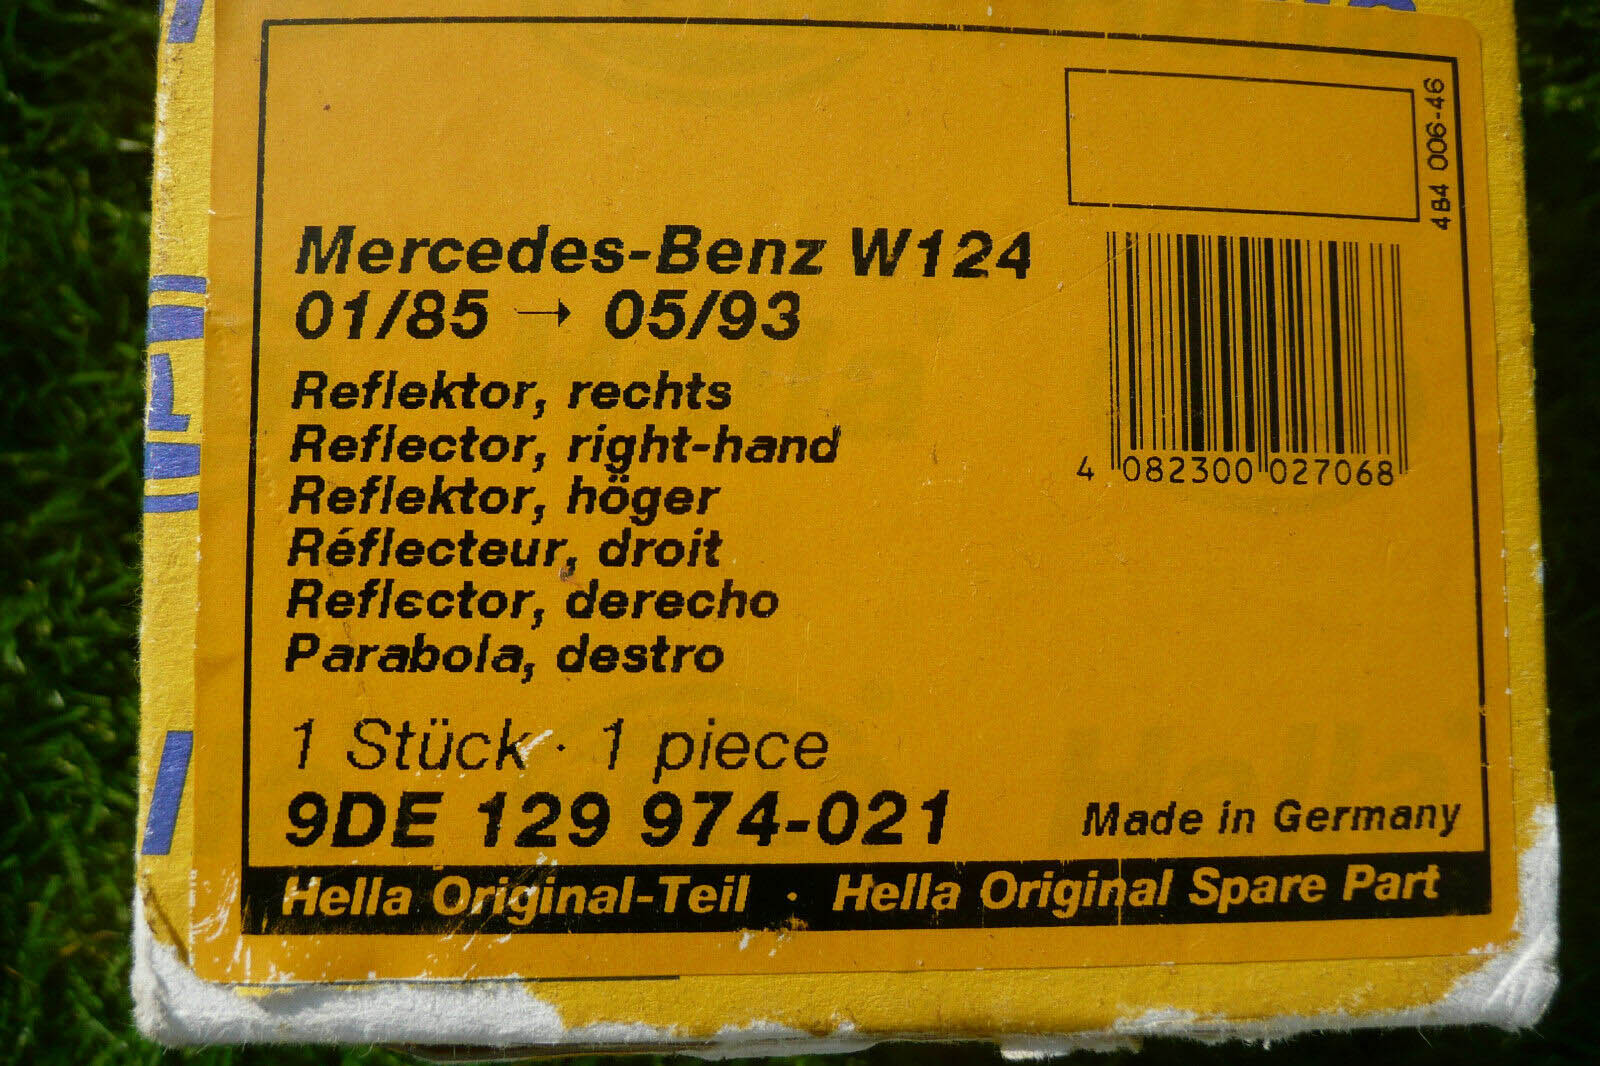 484 006-46
Mercedes-Benz W124
01/85 → 05/93
Reflektor, rechts
Reflector, right-hand
Reflektor, höger
Réflecteur, droit
Reflector, derecho
Parabola, destro
4 082300 027068
1 Stück · 1 piece
9DE 129 974-021
Made in Germany
Hella Original-Teil · Hella Original Spare Part